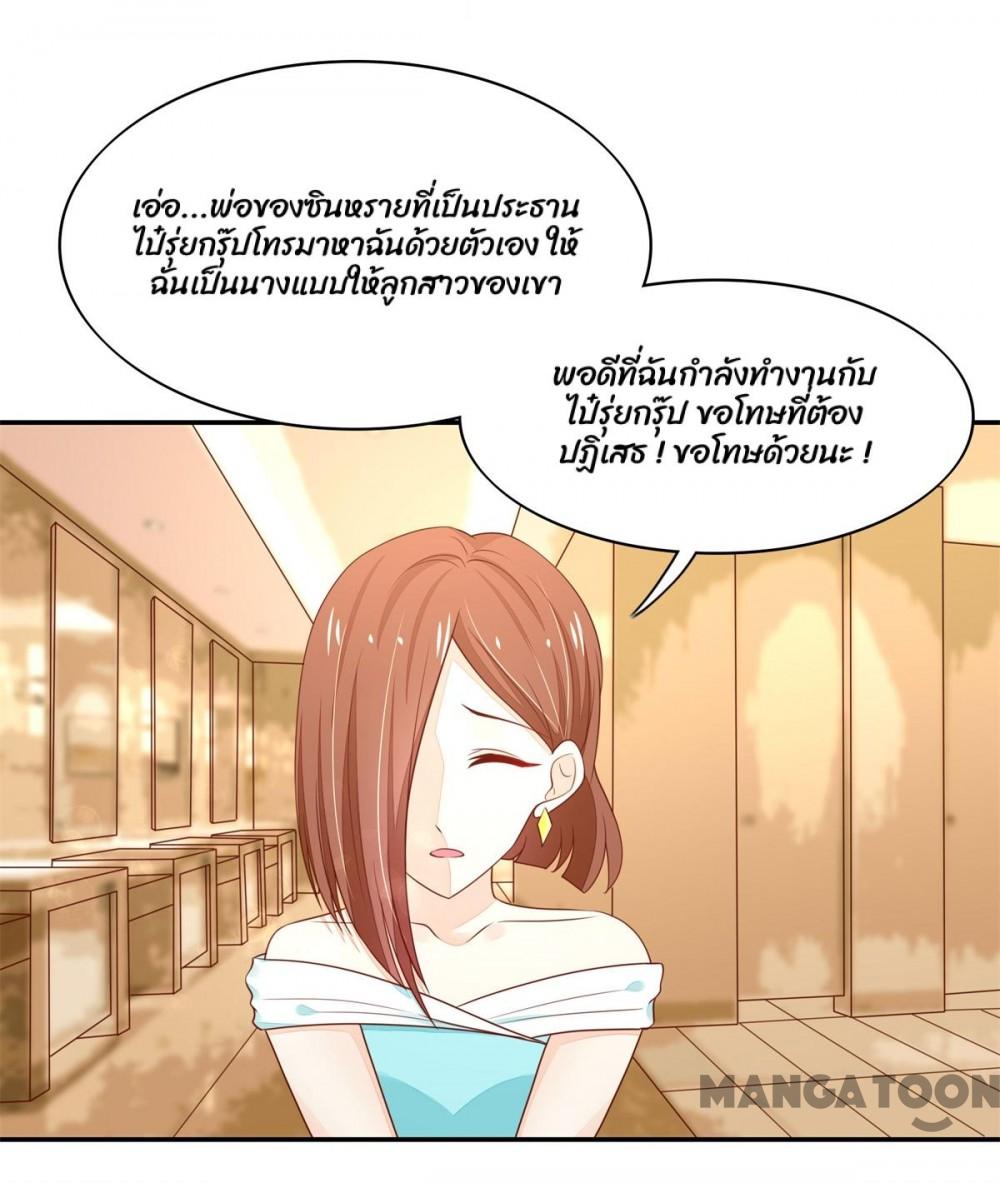 เอ่อ...พ่อของซินหรายที่เป็นประธาน
ไป๋รุ่ยกรุ๊ปโทรมาหาฉันด้วยตัวเอง ให้
ฉันเป็นนางแบบให้ลูกสาวของเขา
พอดีที่ฉันกำลังทำงานกับ
ไป๋รุ่ยกรุ๊ป ขอโทษที่ต้อง
ปฏิเสธ ! ขอโทษด้วยนะ !
MANGATOON